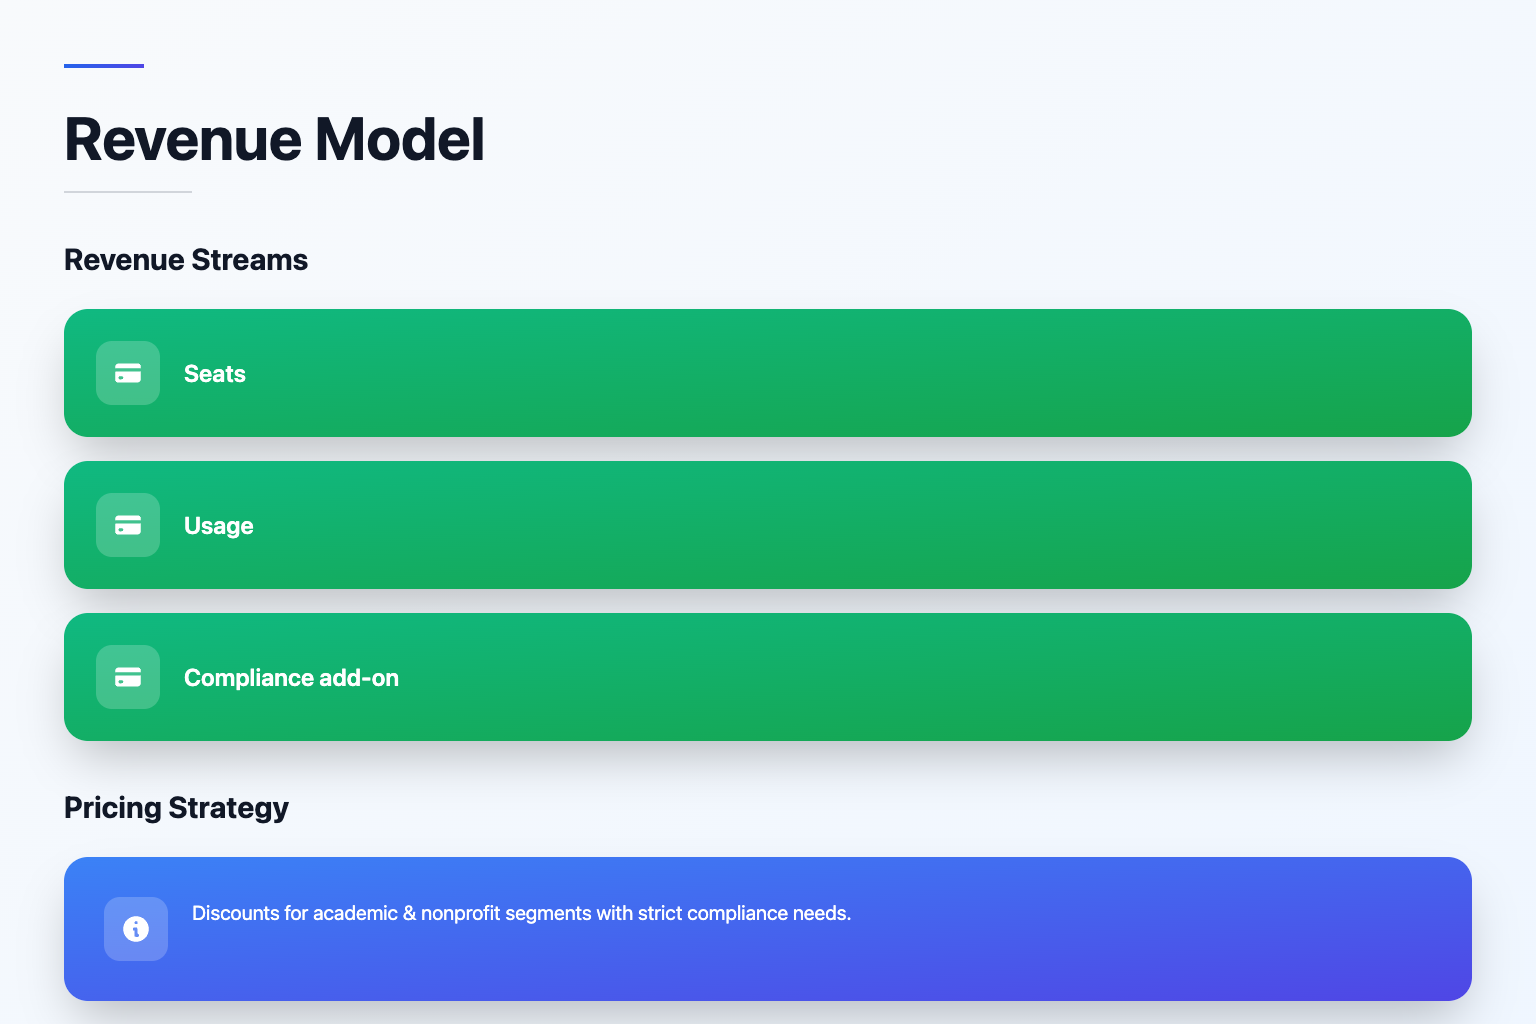 Revenue Model
Revenue Streams
Seats
Usage
Compliance add-on
Pricing Strategy
Discounts for academic & nonprofit segments with strict compliance needs.